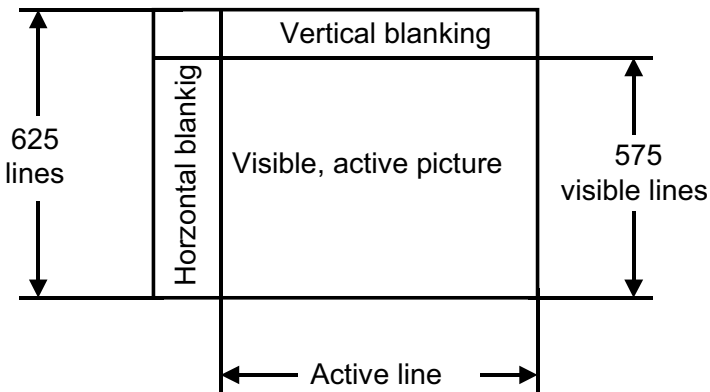 Vertical blanking
Horzontal blankig
625
lines
Visible, active picture
575
visible lines
Active line